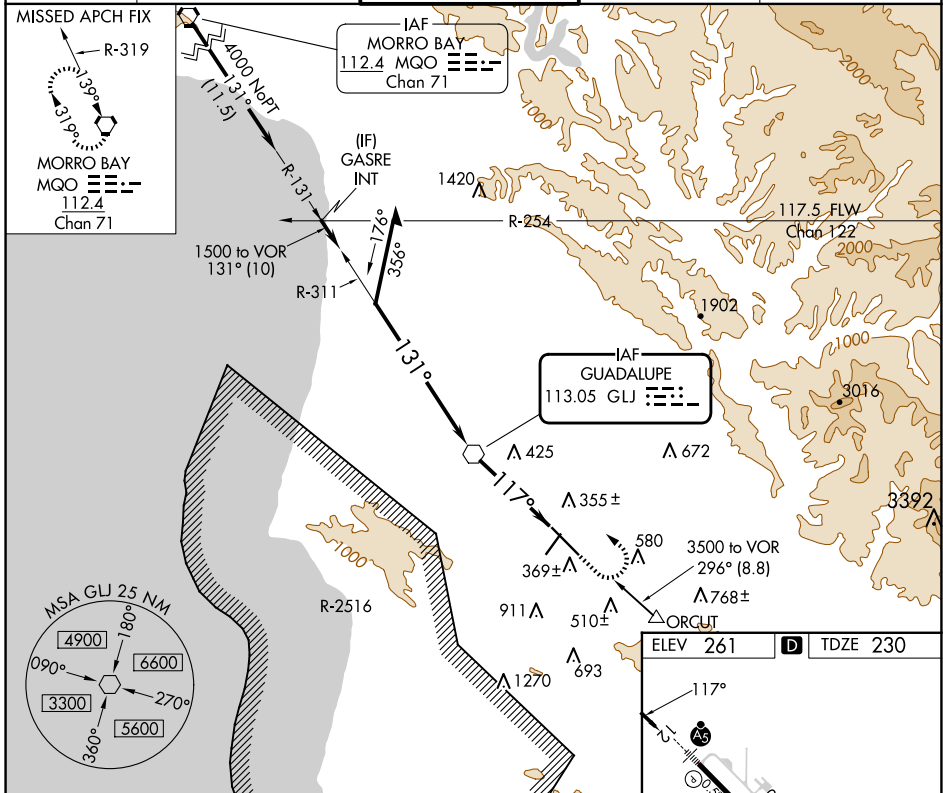 MISSED APCH FIX
R-319
139°
319°
MORRO BAY
MQO
112.4
Chan 71
IAF
MORRO BAY
112.4 MQO
Chan 71
4000 NoPT
131°
(11.5)
R-131
(IF)
GASRE
INT
1420
R-254
117.5 FLW
Chan 122
1500 to VOR
131° (10)
176°
356°
R-311
131°
1000
2000
2000
1902
1000
3016
IAF
GUADALUPE
113.05 GLJ
425
672
117°
355±
3392
369±
580
3500 to VOR
296° (8.8)
1000
R-2516
911
510±
768±
ORCUT
693
1270
MSA GLJ 25 NM
4900
180°
090°
6600
3300
270°
5600
360°
ELEV 261
D
TDZE 230
117°
12
A5
P